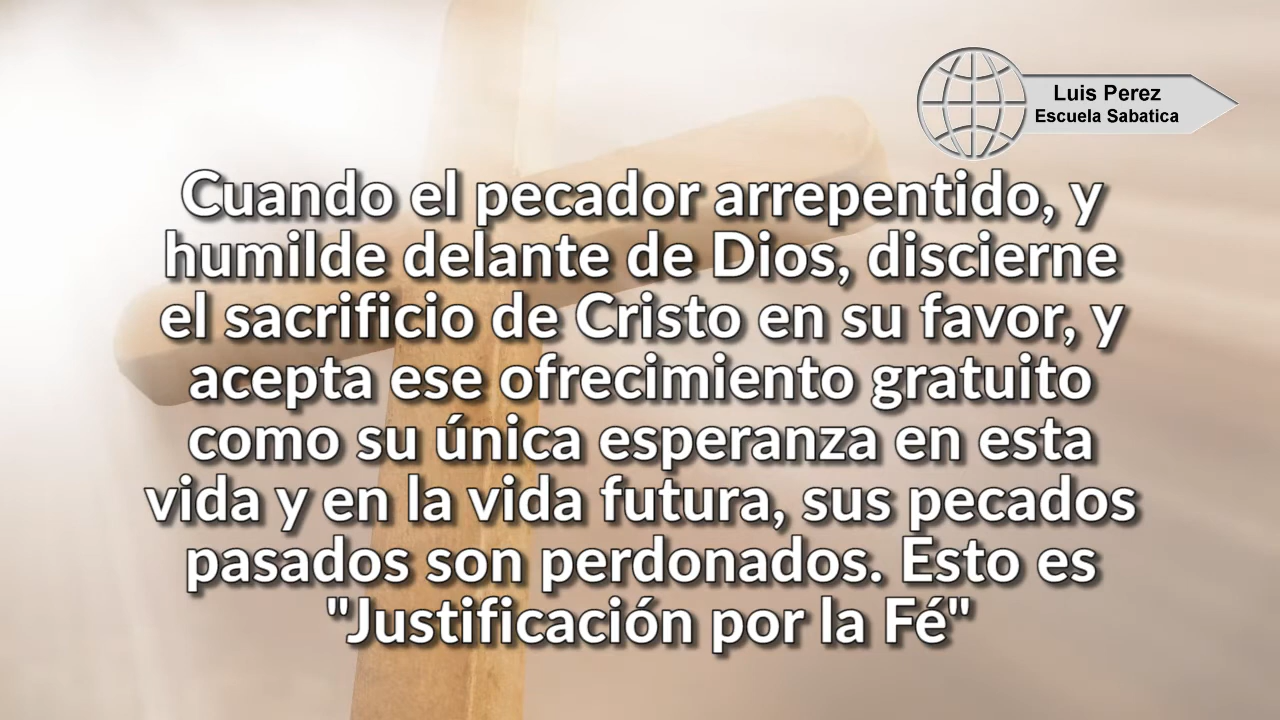 Luis Perez
Escuela Sabatica
Cuando el pecador arrepentido, y
humilde delante de Dios, discierne
el sacrificio de Cristo en su favor, y
acepta ese ofrecimiento gratuito
como su única esperanza en esta
vida y en la vida futura, sus pecados
pasados son perdonados. Esto es
"Justificación por la Fé"